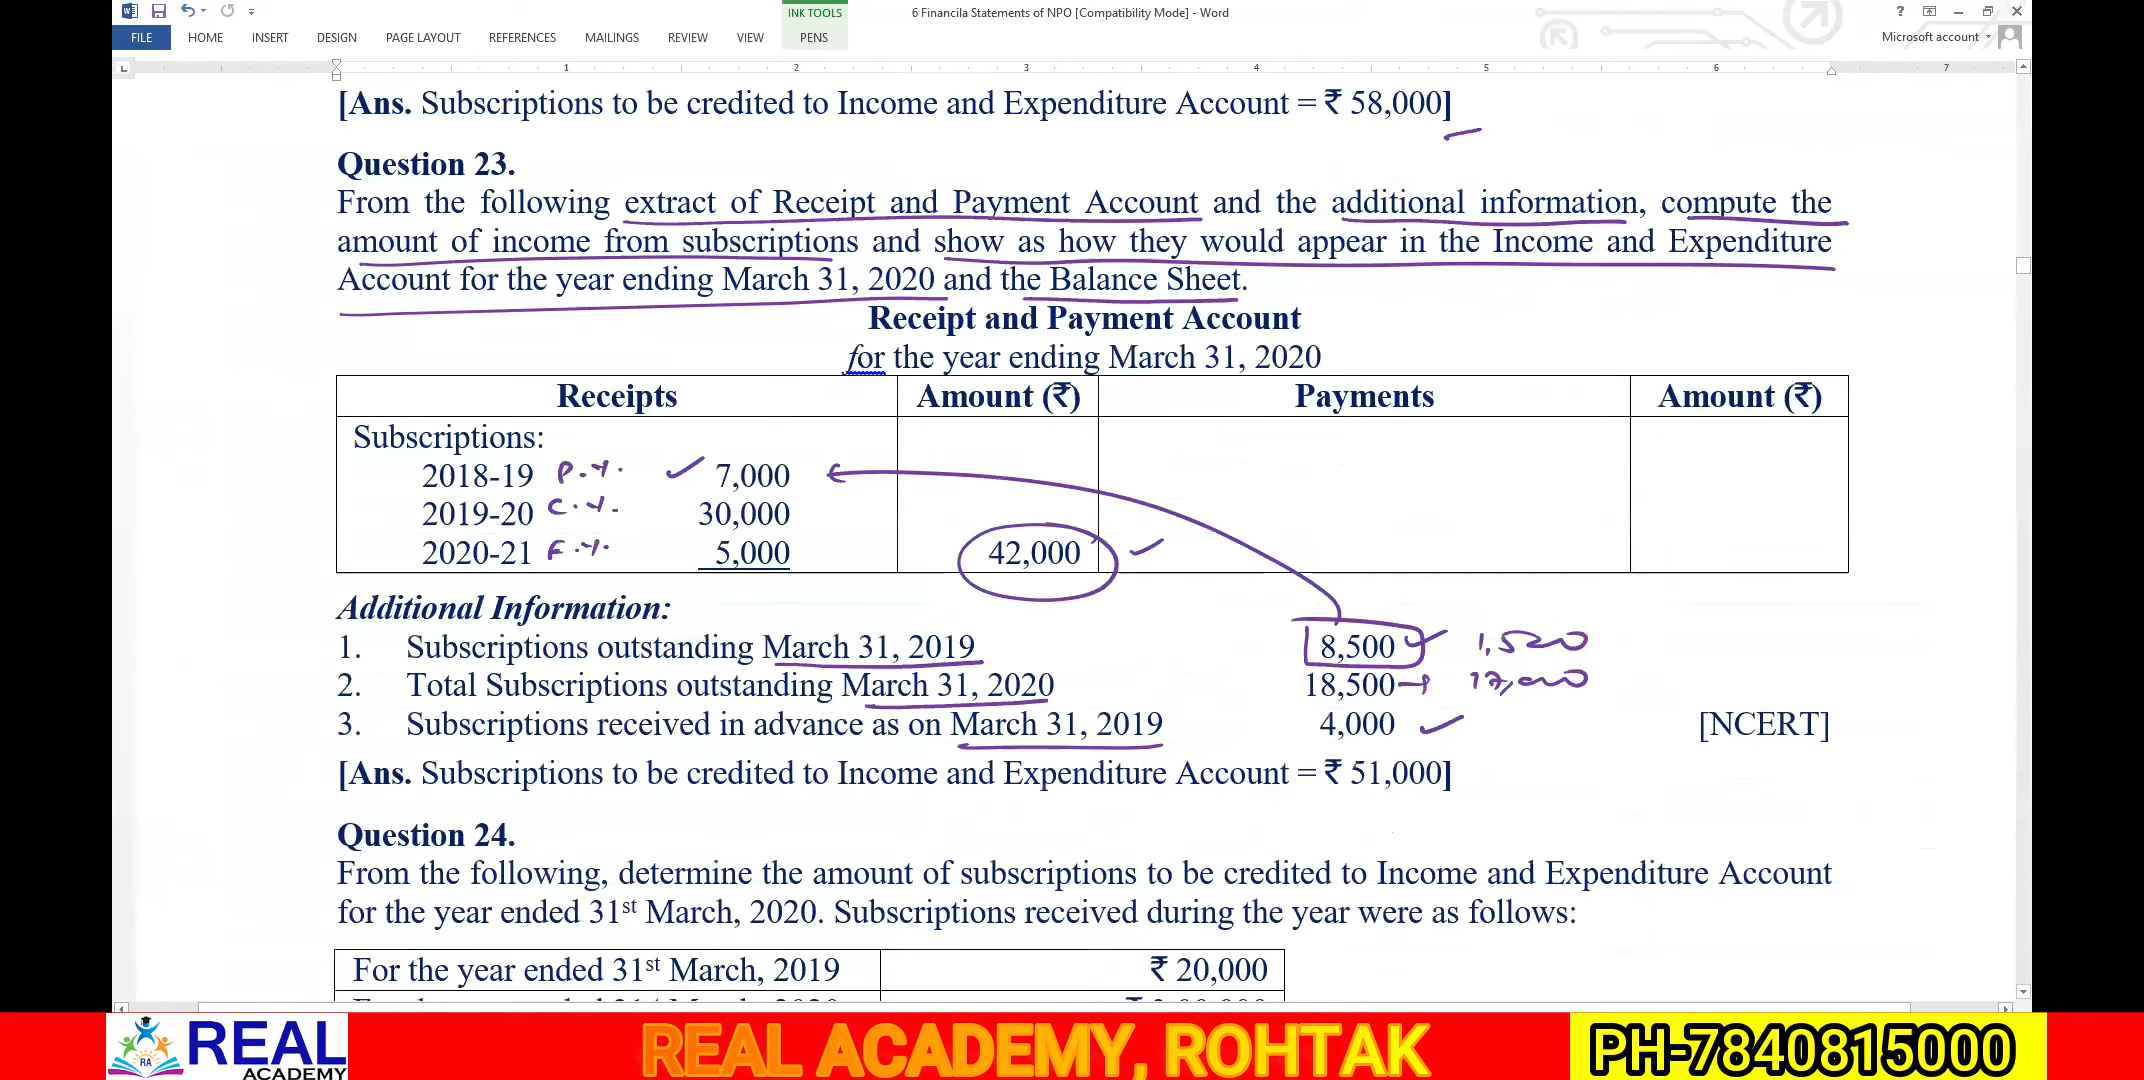 INK TOOLS
6 Financila Statements of NPO [Compatibility Mode] - Word
?
FILE HOME INSERT DESIGN PAGE LAYOUT REFERENCES MAILINGS REVIEW VIEW PENS
Microsoft account
1 2 3 4 5 6 7
[Ans. Subscriptions to be credited to Income and Expenditure Account = ₹ 58,000]
Question 23.
From the following extract of Receipt and Payment Account and the additional information, compute the
amount of income from subscriptions and show as how they would appear in the Income and Expenditure
Account for the year ending March 31, 2020 and the Balance Sheet.
Receipt and Payment Account
for the year ending March 31, 2020
Receipts Amount (₹) Payments Amount (₹)
Subscriptions:
2018-19 P.Y. 7,000
2019-20 C.Y. 30,000
2020-21 F.Y. 5,000 42,000
Additional Information:
1. Subscriptions outstanding March 31, 2019 8,500 1,500
2. Total Subscriptions outstanding March 31, 2020 18,500 17,000
3. Subscriptions received in advance as on March 31, 2019 4,000 [NCERT]
[Ans. Subscriptions to be credited to Income and Expenditure Account = ₹ 51,000]
Question 24.
From the following, determine the amount of subscriptions to be credited to Income and Expenditure Account
for the year ended 31st March, 2020. Subscriptions received during the year were as follows:
For the year ended 31st March, 2019 ₹ 20,000
RA REAL
ACADEMY
REAL ACADEMY, ROHTAK
PH-7840815000